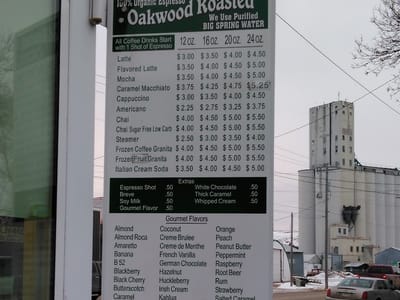 100% Organic Espresso
Oakwood Roasted
We Use Purified
BIG SPRING WATER
All Coffee Drinks Start
with 1 Shot of Espresso
12 oz. 16 oz. 20 oz. 24 oz.
Latte $ 3.00 $ 3.50 $ 4.00 $ 4.50
Flavored Latte $ 3.50 $ 4.00 $ 4.50 $ 5.00
Mocha $ 3.50 $ 4.00 $ 4.50 $ 5.00
Caramel Macchiato $ 3.75 $ 4.25 $ 4.75 $5.25
Cappuccino $ 3.00 $ 3.50 $ 4.00 $ 4.50
Americano $ 2.25 $ 2.75 $ 3.25 $ 3.75
Chai $ 4.00 $ 4.50 $ 5.00 $ 5.50
Chai Sugar Free Low Carb $ 4.00 $ 4.50 $ 5.00 $ 5.50
Steamer $ 2.50 $ 3.00 $ 3.50 $ 4.00
Frozen Coffee Granita $ 4.00 $ 4.50 $ 5.00 $ 5.50
Frozen Fruit Granita $ 4.00 $ 4.50 $ 5.00 $ 5.50
Italian Cream Soda $ 3.50 $ 4.00 $ 4.50 $ 5.00
Extras
Espresso Shot .50 White Chocolate .50
Breve .50 Thick Caramel .50
Soy Milk .50 Whipped Cream .50
Gourmet Flavor .50
Gourmet Flavors
Almond Coconut Orange
Almond Roca Creme Brulee Peach
Amaretto Creme de Menthe Peanut Butter
Banana French Vanilla Peppermint
B 52 German Chocolate Raspberry
Blackberry Hazelnut Root Beer
Black Cherry Huckleberry Rum
Butterscotch Irish Cream Strawberry
Caramel Kahlua Salted Caramel